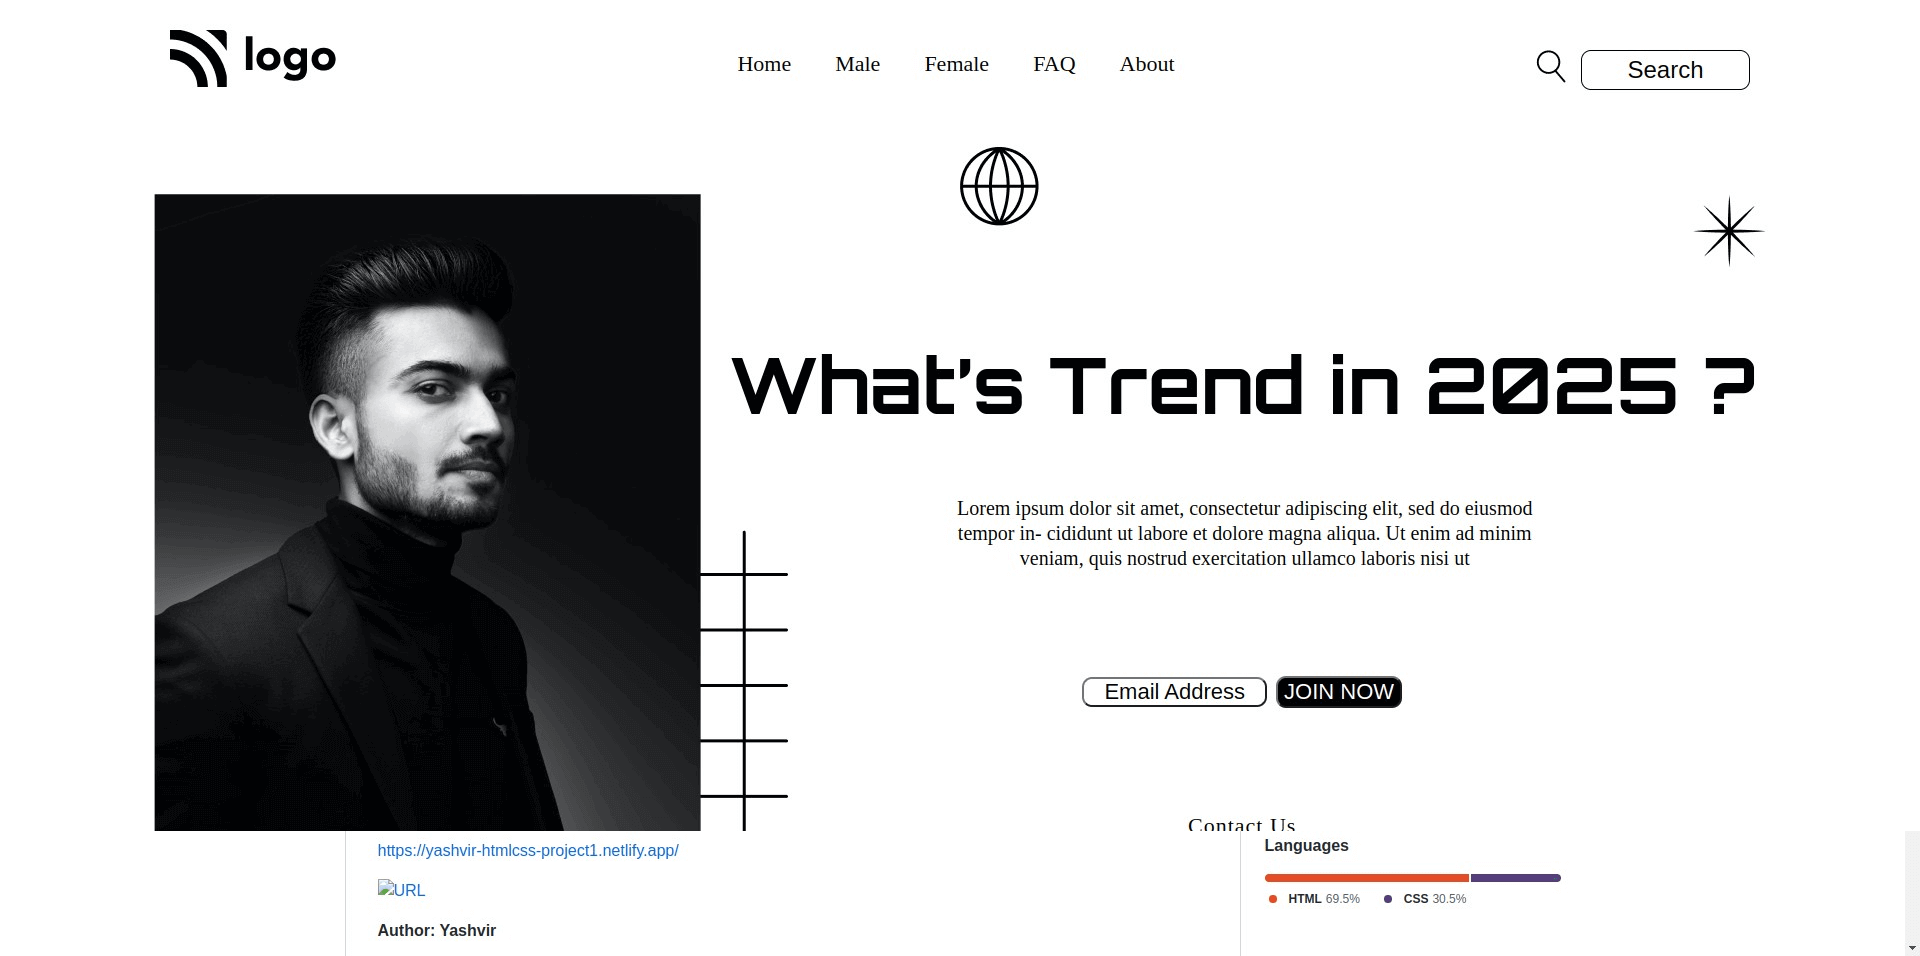 logo
Home Male Female FAQ About
Search
What's Trend in 2025 ?
Lorem ipsum dolor sit amet, consectetur adipiscing elit, sed do eiusmod
tempor in- cididunt ut labore et dolore magna aliqua. Ut enim ad minim
veniam, quis nostrud exercitation ullamco laboris nisi ut
Email Address JOIN NOW
Contact Us
https://yashvir-htmlcss-project1.netlify.app/
URL
Author: Yashvir
Languages
HTML 69.5% CSS 30.5%